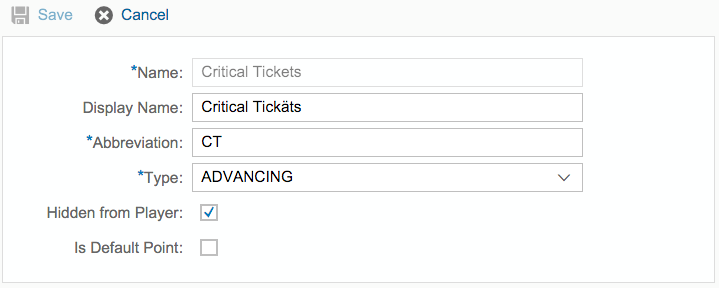 Save Cancel
*Name: Critical Tickets
Display Name: Critical Tickäts
*Abbreviation: CT
*Type: ADVANCING
Hidden from Player:
Is Default Point: